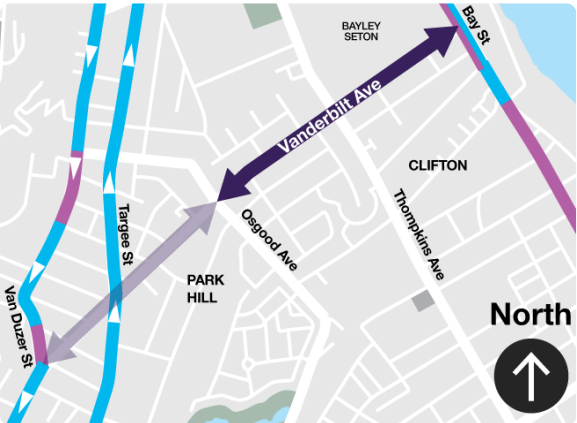 Bay St
BAYLEY
SETON
Vanderbilt Ave
CLIFTON
Thompkins Ave
Targee St
Osgood Ave
PARK
HILL
Van Duzer St
North